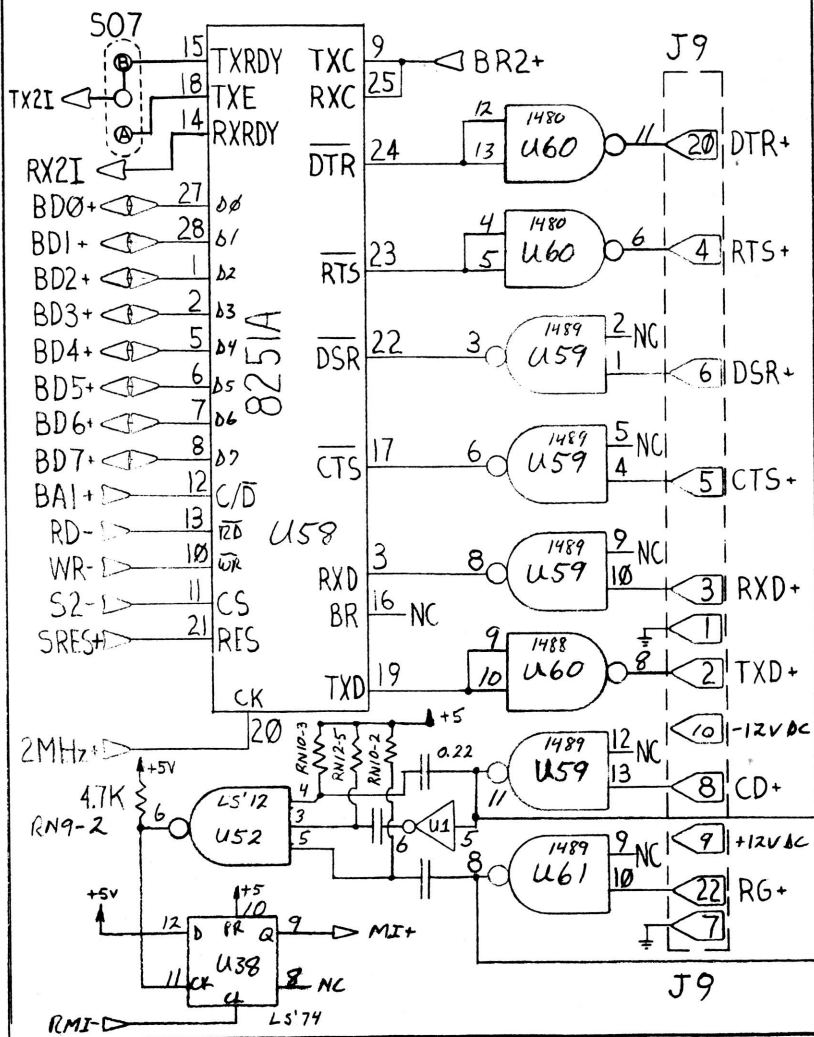 SO7
J9
B
TX2I
A
15 TXRDY TXC 9
18 TXE RXC 25 BR2+
14 RXRDY
RX2I
DTR 24 12 13 1480 U60 11 20 DTR+
BD0+ 27 D0
BD1+ 28 D1
RTS 23 4 5 1480 U60 6 4 RTS+
BD2+ 1 D2
BD3+ 2 D3
8251A
DSR 22 3 1489 U59 2 NC 1 6 DSR+
BD4+ 5 D4
BD5+ 6 D5
BD6+ 7 D6
BD7+ 8 D7
CTS 17 6 1489 U59 5 NC 4 5 CTS+
BA1+ 12 C/D
RD- 13 RD
U58
WR- 10 WR
RXD 3 8 1489 U59 9 NC 10 3 RXD+
S2- 11 CS
BR 16 NC
1
SRES+ 21 RES
TXD 19 9 10 1488 U60 8 2 TXD+
CK
20
2MHz+
+5
RN10-3
RN12-5
RN10-2
0.22
10 -12VDC
11 1489 U59 12 NC 13 8 CD+
+5V
4.7K
RN9-2
6 LS'12 U52 4 3 5
6 U1 5
9 +12VDC
8 1489 U61 9 NC 10 22 RG+
7
+5V
+5
10
12 D PR Q 9 MI+
U38
11 CK 8 NC
CL
RMI-
LS'74
J9